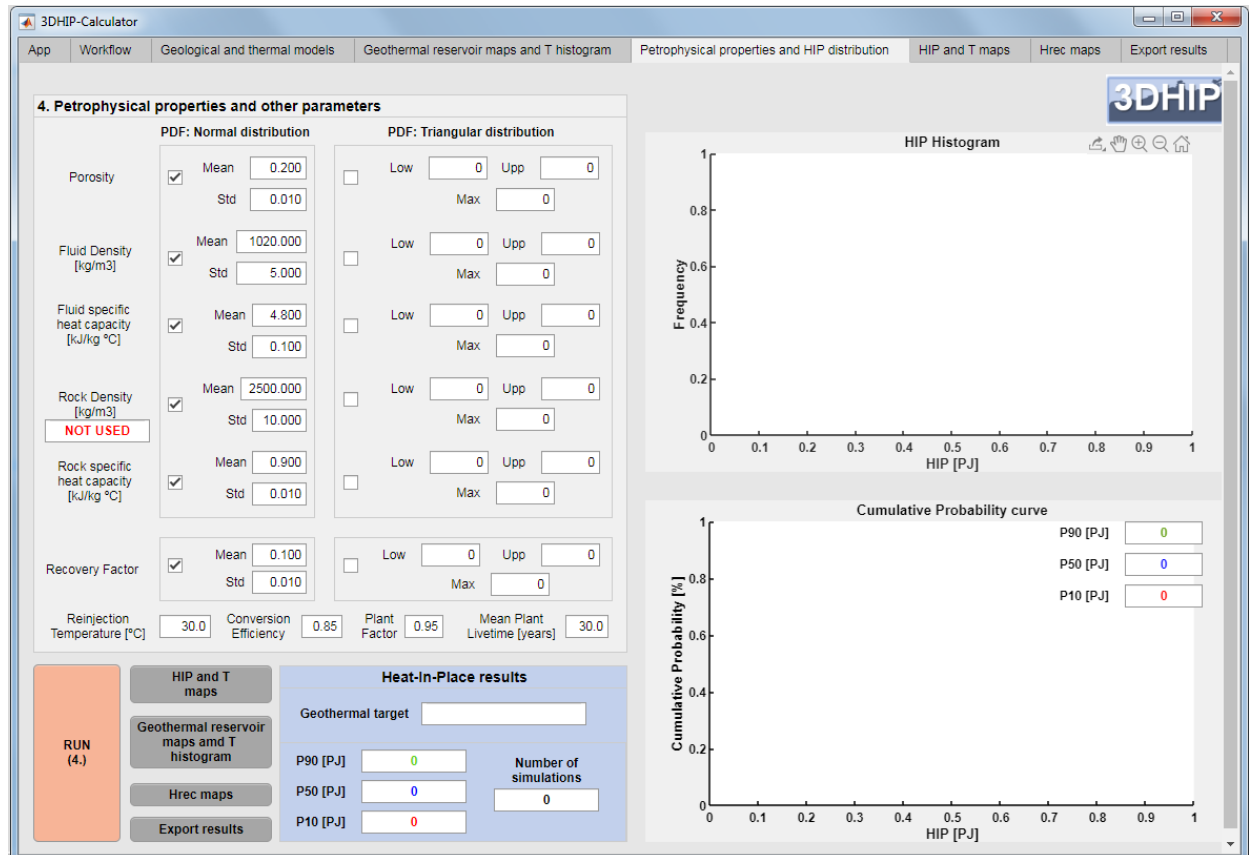 3DHIP-Calculator
App Workflow Geological and thermal models Geothermal reservoir maps and T histogram Petrophysical properties and HIP distribution HIP and T maps Hrec maps Export results
3DHIP
4. Petrophysical properties and other parameters
PDF: Normal distribution PDF: Triangular distribution
Porosity
Mean 0.200 Low 0 Upp 0
Std 0.010 Max 0
Fluid Density
[kg/m3]
Mean 1020.000 Low 0 Upp 0
Std 5.000 Max 0
Fluid specific
heat capacity
[kJ/kg ºC]
Mean 4.800 Low 0 Upp 0
Std 0.100 Max 0
Rock Density
[kg/m3]
NOT USED
Mean 2500.000 Low 0 Upp 0
Std 10.000 Max 0
Rock specific
heat capacity
[kJ/kg ºC]
Mean 0.900 Low 0 Upp 0
Std 0.010 Max 0
Recovery Factor
Mean 0.100 Low 0 Upp 0
Std 0.010 Max 0
Reinjection
Temperature [ºC]
30.0
Conversion
Efficiency
0.85
Plant
Factor
0.95
Mean Plant
Livetime [years]
30.0
RUN
(4.)
HIP and T
maps
Geothermal reservoir
maps amd T
histogram
Hrec maps
Export results
Heat-In-Place results
Geothermal target
P90 [PJ] 0
P50 [PJ] 0
P10 [PJ] 0
Number of
simulations
0
HIP Histogram
Frequency
1
0.8
0.6
0.4
0.2
0
0 0.1 0.2 0.3 0.4 0.5 0.6 0.7 0.8 0.9 1
HIP [PJ]
Cumulative Probability curve
Cumulative Probability [%]
P90 [PJ] 0
P50 [PJ] 0
P10 [PJ] 0
1
0.8
0.6
0.4
0.2
0
0 0.1 0.2 0.3 0.4 0.5 0.6 0.7 0.8 0.9 1
HIP [PJ]